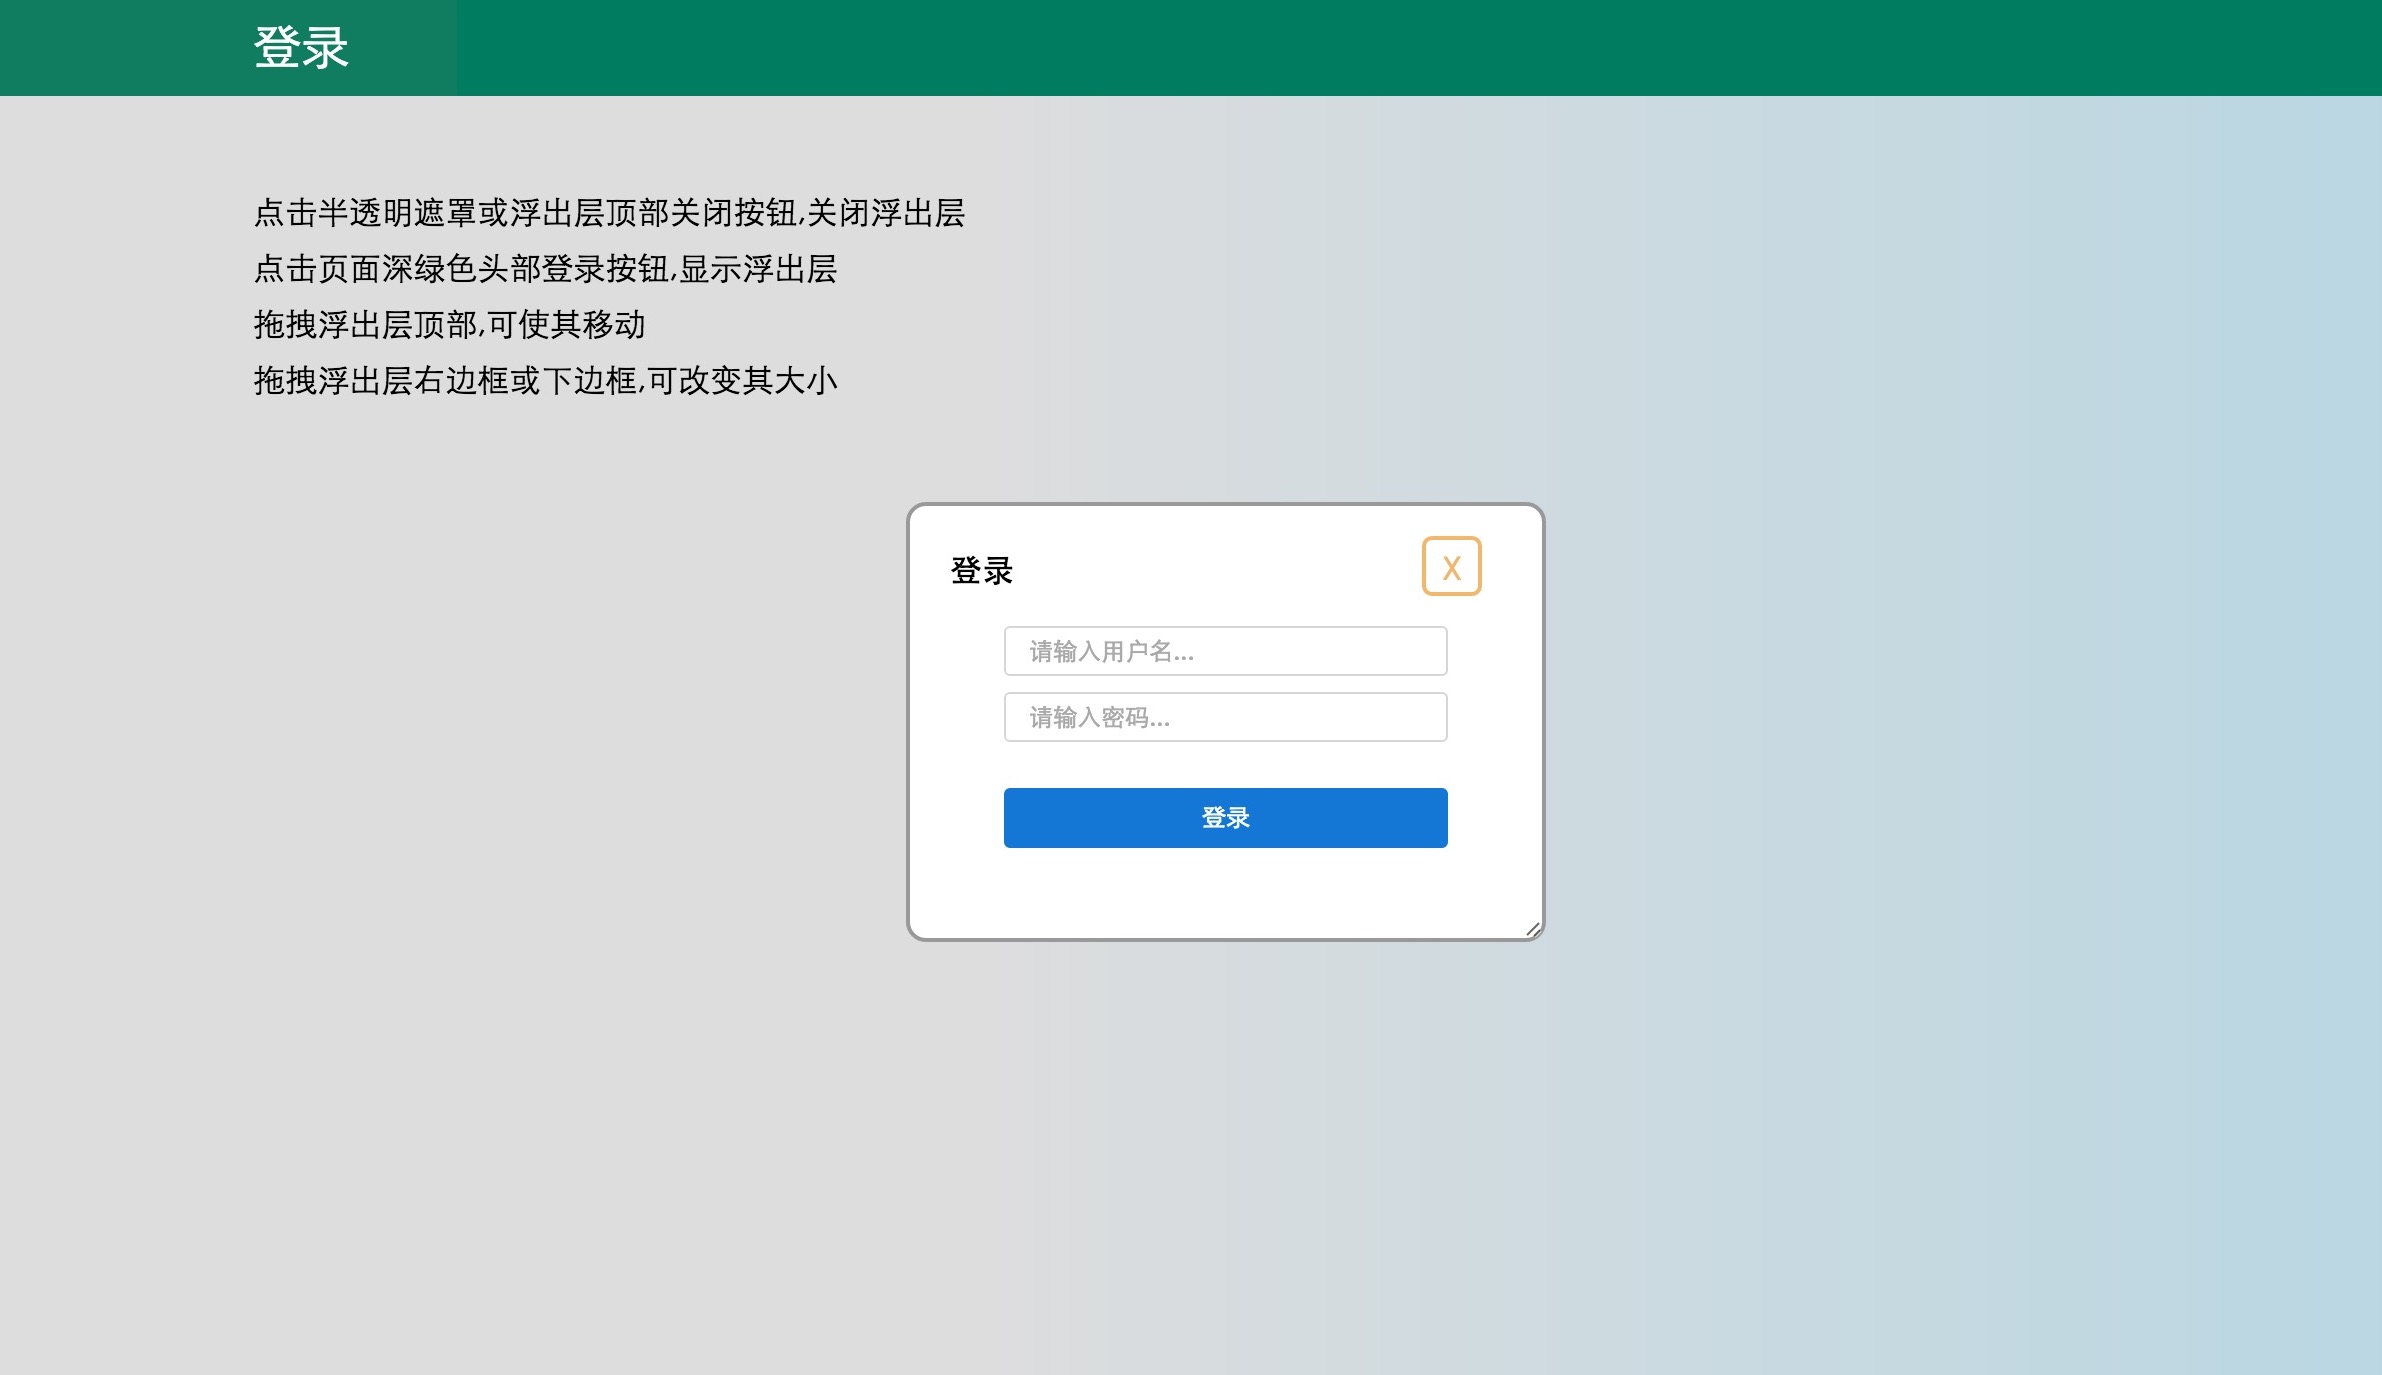 登录
点击半透明遮罩或浮出层顶部关闭按钮,关闭浮出层
点击页面深绿色头部登录按钮,显示浮出层
拖拽浮出层顶部,可使其移动
拖拽浮出层右边框或下边框,可改变其大小
登录
X
请输入用户名...
请输入密码...
登录